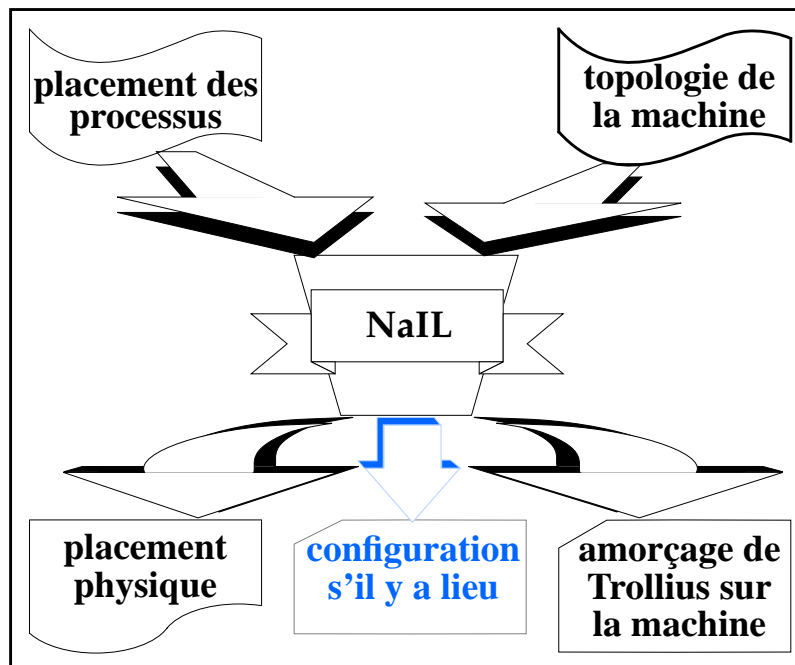 placement des
processus
topologie de
la machine
NaIL
placement
physique
configuration
s'il y a lieu
amorçage de
Trollius sur
la machine